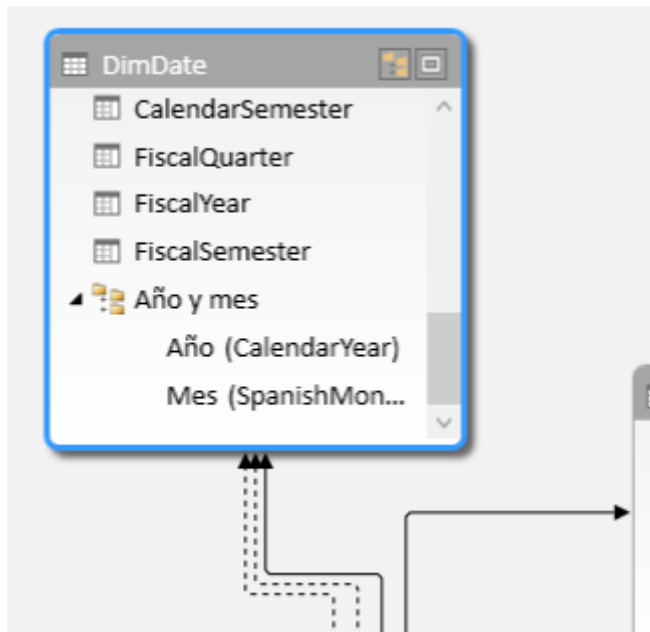 DimDate
CalendarSemester
FiscalQuarter
FiscalYear
FiscalSemester
Año y mes
Año (CalendarYear)
Mes (SpanishMon...